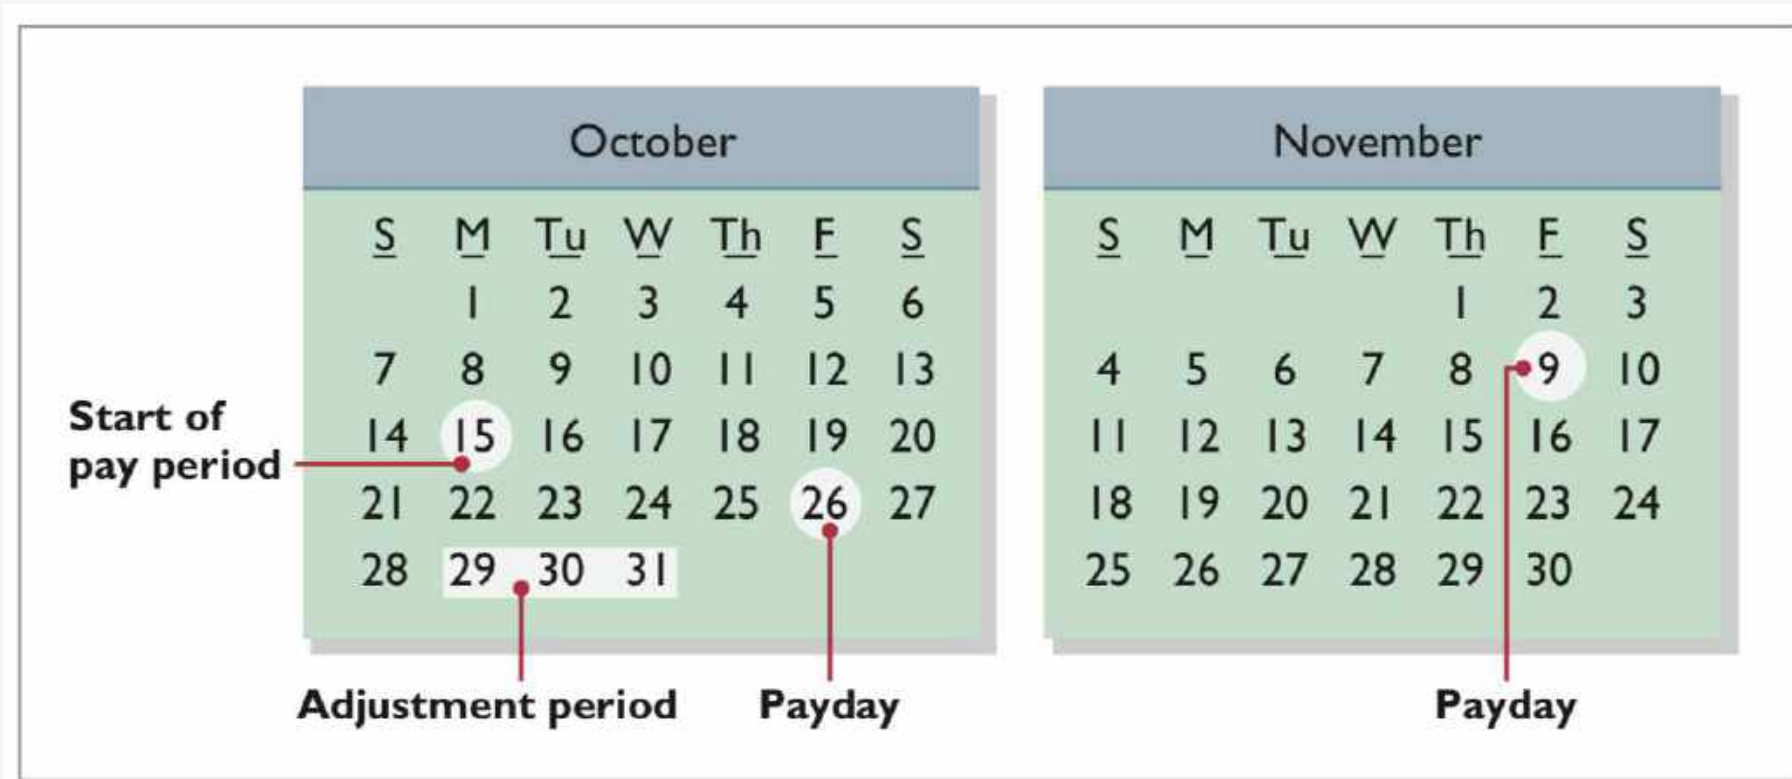 October
S M Tu W Th F S
1 2 3 4 5 6
7 8 9 10 11 12 13
14 15 16 17 18 19 20
21 22 23 24 25 26 27
28 29 30 31
November
S M Tu W Th F S
1 2 3
4 5 6 7 8 9 10
11 12 13 14 15 16 17
18 19 20 21 22 23 24
25 26 27 28 29 30
Start of
pay period
Adjustment period
Payday
Payday